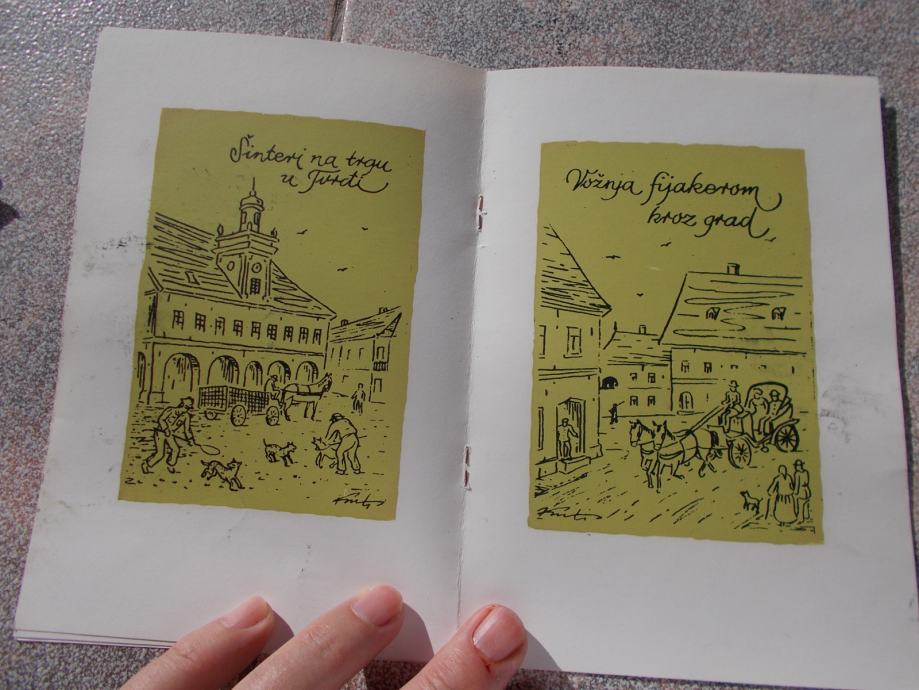 Šinteri na trgu
u Tvrđi
Vožnja fijakerom
kroz grad